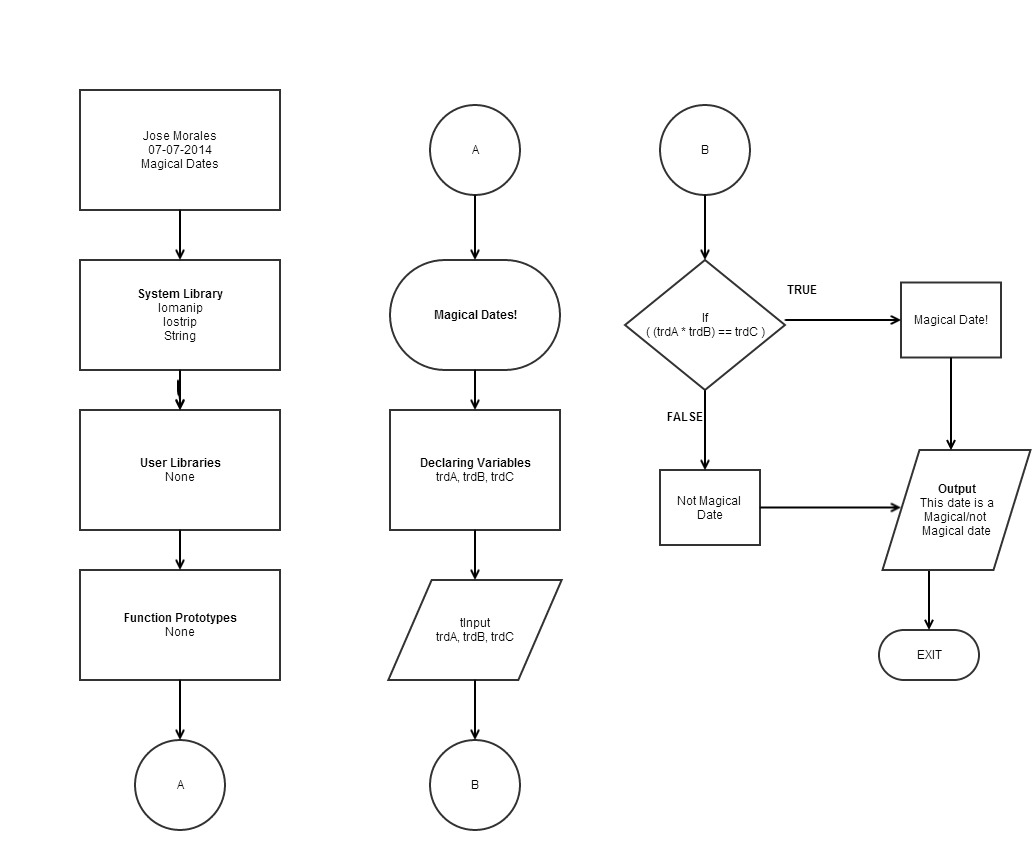 Jose Morales
07-07-2014
Magical Dates
System Library
Iomanip
Iostrip
String
User Libraries
None
Function Prototypes
None
A
A
Magical Dates!
Declaring Variables
trdA, trdB, trdC
tInput
trdA, trdB, trdC
B
B
If
( (trdA * trdB) == trdC )
TRUE
Magical Date!
FALSE
Not Magical
Date
Output
This date is a
Magical/not
Magical date
EXIT